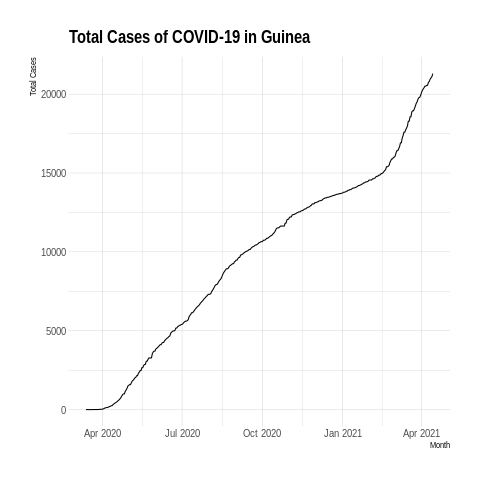 Total Cases of COVID-19 in Guinea
Total Cases
20000
15000
10000
5000
0
Apr 2020 Jul 2020 Oct 2020 Jan 2021 Apr 2021
Month